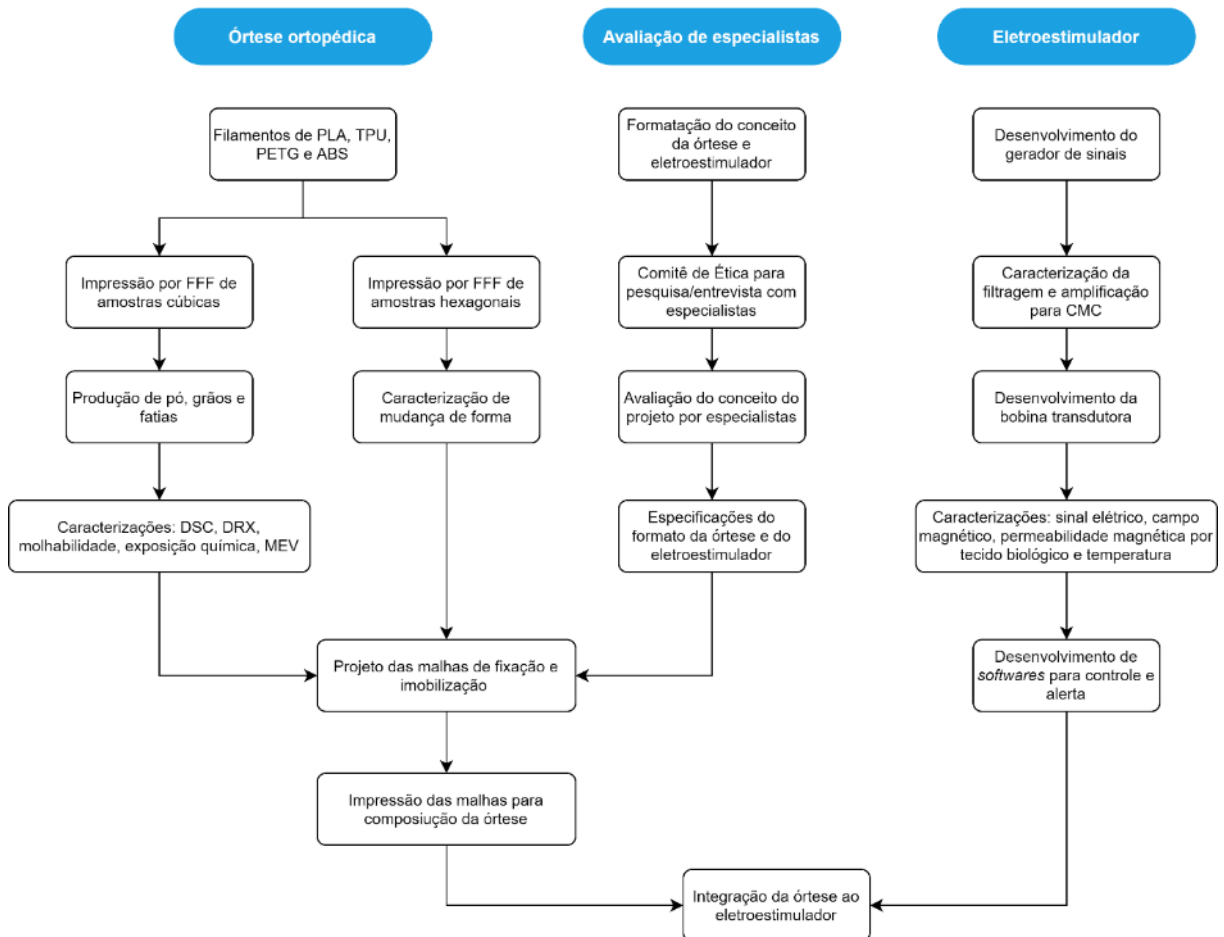 Órtese ortopédica
Avaliação de especialistas
Eletroestimulador
Filamentos de PLA, TPU,
PETG e ABS
Formatação do conceito
da órtese e
eletroestimulador
Desenvolvimento do
gerador de sinais
Impressão por FFF de
amostras cúbicas
Impressão por FFF de
amostras hexagonais
Comitê de Ética para
pesquisa/entrevista com
especialistas
Caracterização da
filtragem e amplificação
para CMC
Produção de pó, grãos e
fatias
Caracterização de
mudança de forma
Avaliação do conceito do
projeto por especialistas
Desenvolvimento da
bobina transdutora
Caracterizações: DSC, DRX,
molhabilidade, exposição química, MEV
Especificações do
formato da órtese e do
eletroestimulador
Caracterizações: sinal elétrico, campo
magnético, permeabilidade magnética por
tecido biológico e temperatura
Projeto das malhas de fixação e
imobilização
Desenvolvimento de
softwares para controle e
alerta
Impressão das malhas para
composiução da órtese
Integração da órtese ao
eletroestimulador